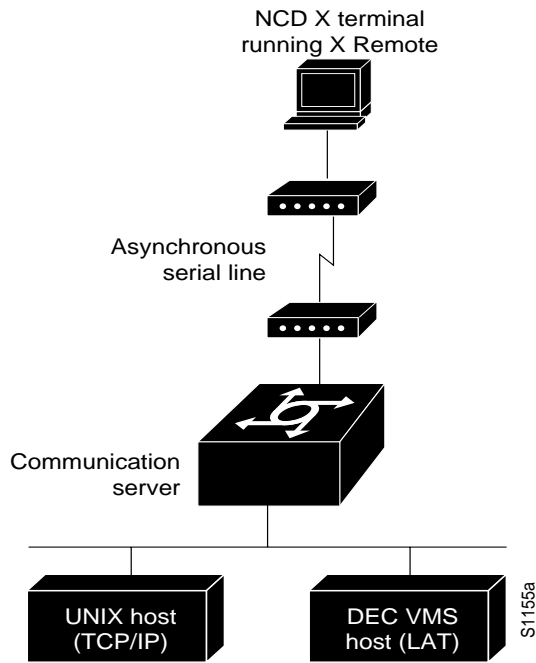 NCD X terminal
running X Remote
Asynchronous
serial line
Communication
server
UNIX host
(TCP/IP)
DEC VMS
host (LAT)
S1155a